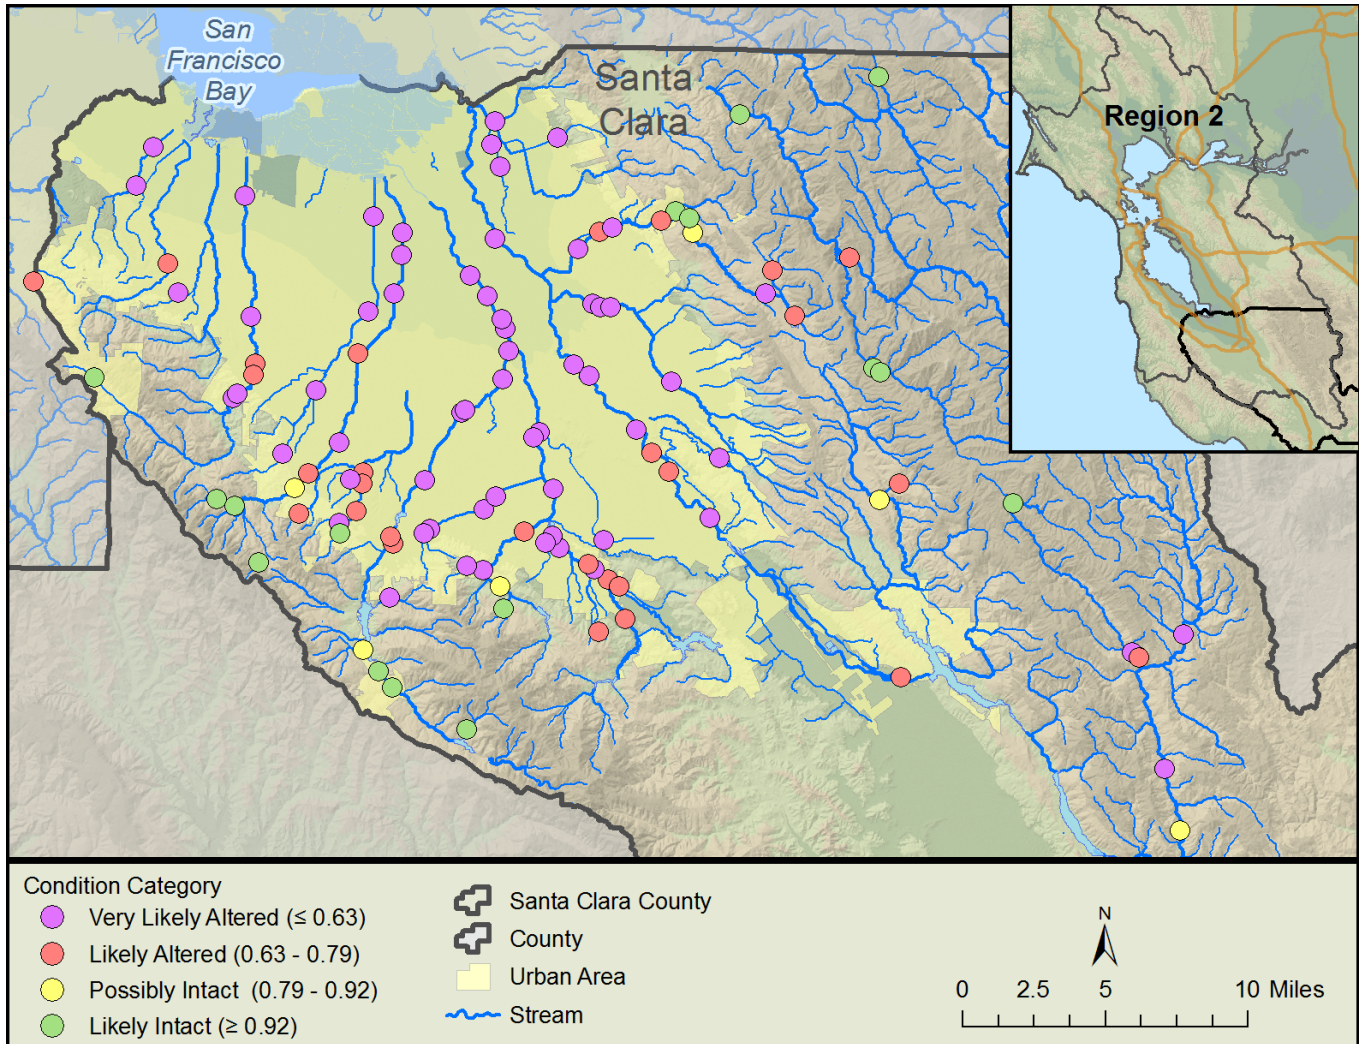 San
Francisco
Bay
Santa
Clara
Region 2
Condition Category
Very Likely Altered (≤ 0.63)
Likely Altered (0.63 - 0.79)
Possibly Intact (0.79 - 0.92)
Likely Intact (≥ 0.92)
Santa Clara County
County
Urban Area
Stream
N
0 2.5 5 10 Miles